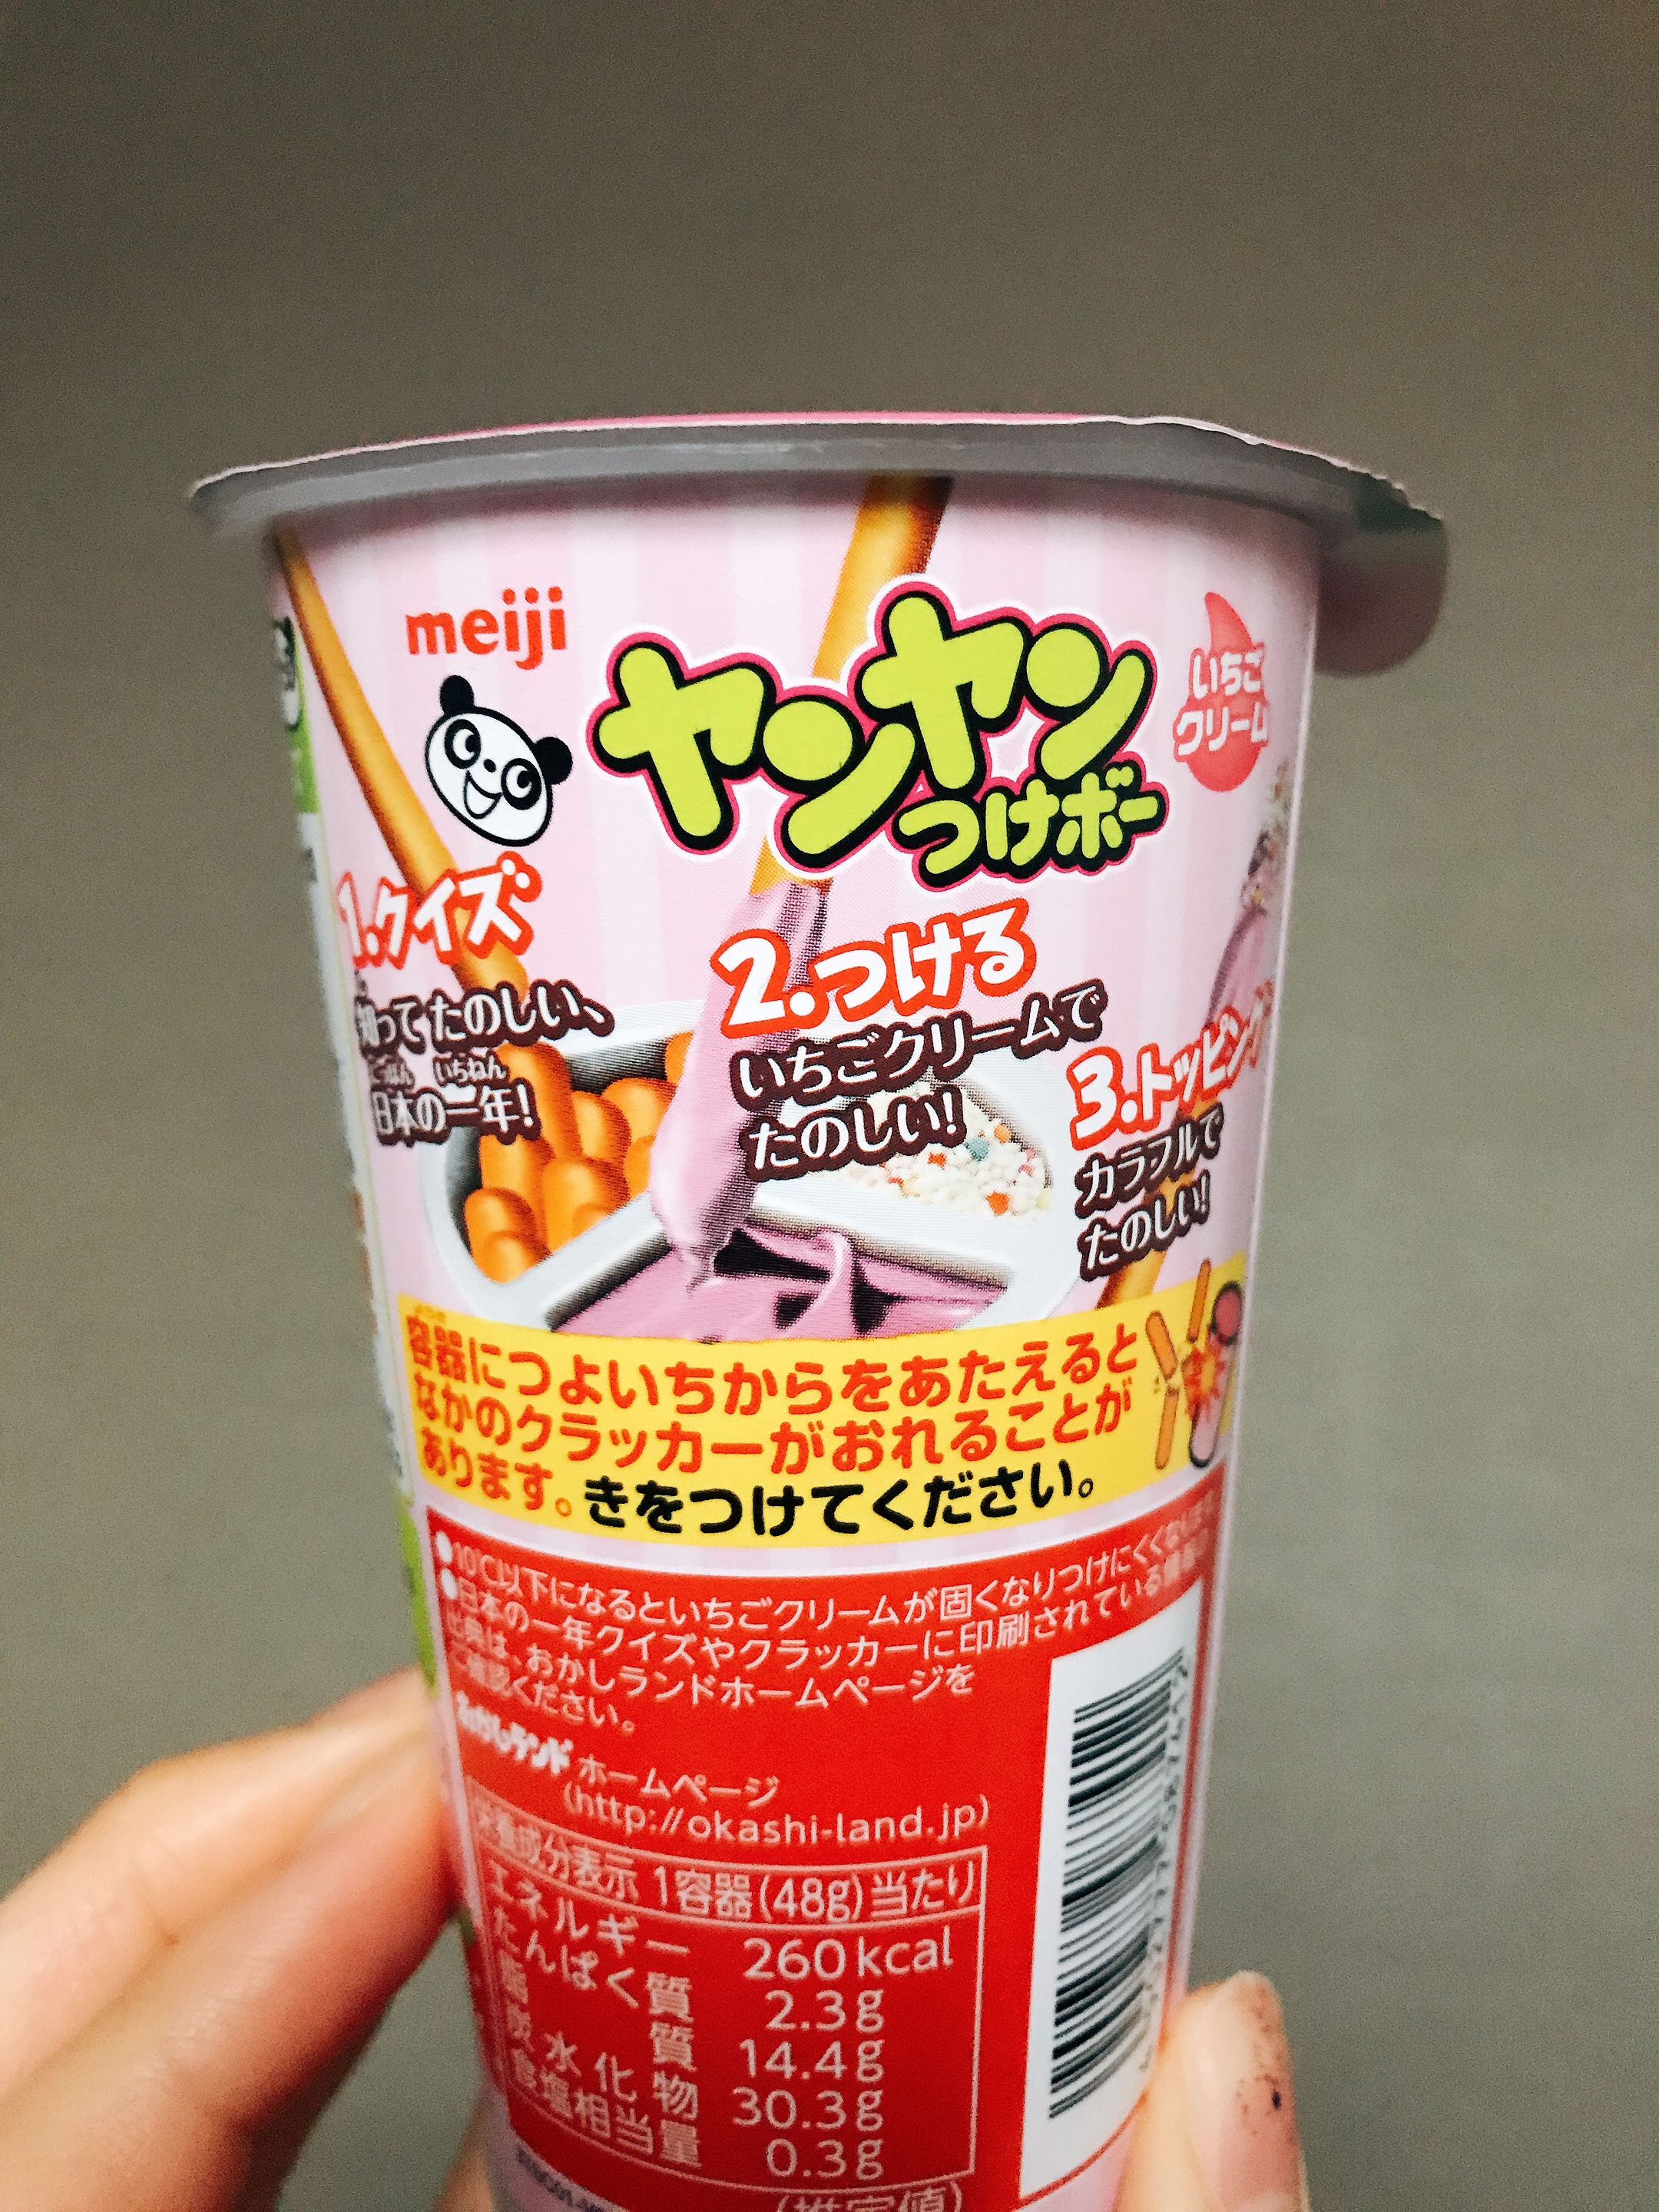 meiji
ヤンヤン
つけボー
いちご
クリーム
1.クイズ
知ってたのしい、
いちねん
日本の一年!
2.つける
いちごクリームで
たのしい!
3.トッピング
カラフルで
たのしい!
容器につよいちからをあたえると
なかのクラッカーがおれることが
あります。きをつけてください。
●10℃以下になるといちごクリームが固くなりつけにくくなり
●日本の一年クイズやクラッカーに印刷されている
は、おかしランドホームページを
ご確認ください。
おかしランド ホームページ
(http://okashi-land.jp)
栄養成分表示 1容器(48g)当たり
エネルギー 260kcal
たんぱく質 2.3g
脂質 14.4g
炭水化物 30.3g
食塩相当量 0.3g
(推定値)